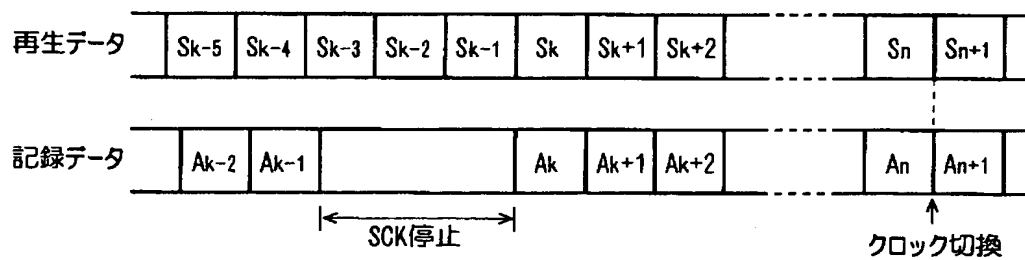 再生データ Sk-5 Sk-4 Sk-3 Sk-2 Sk-1 Sk Sk+1 Sk+2 Sn Sn+1
記録データ Ak-2 Ak-1 Ak Ak+1 Ak+2 An An+1
SCK停止
クロック切換